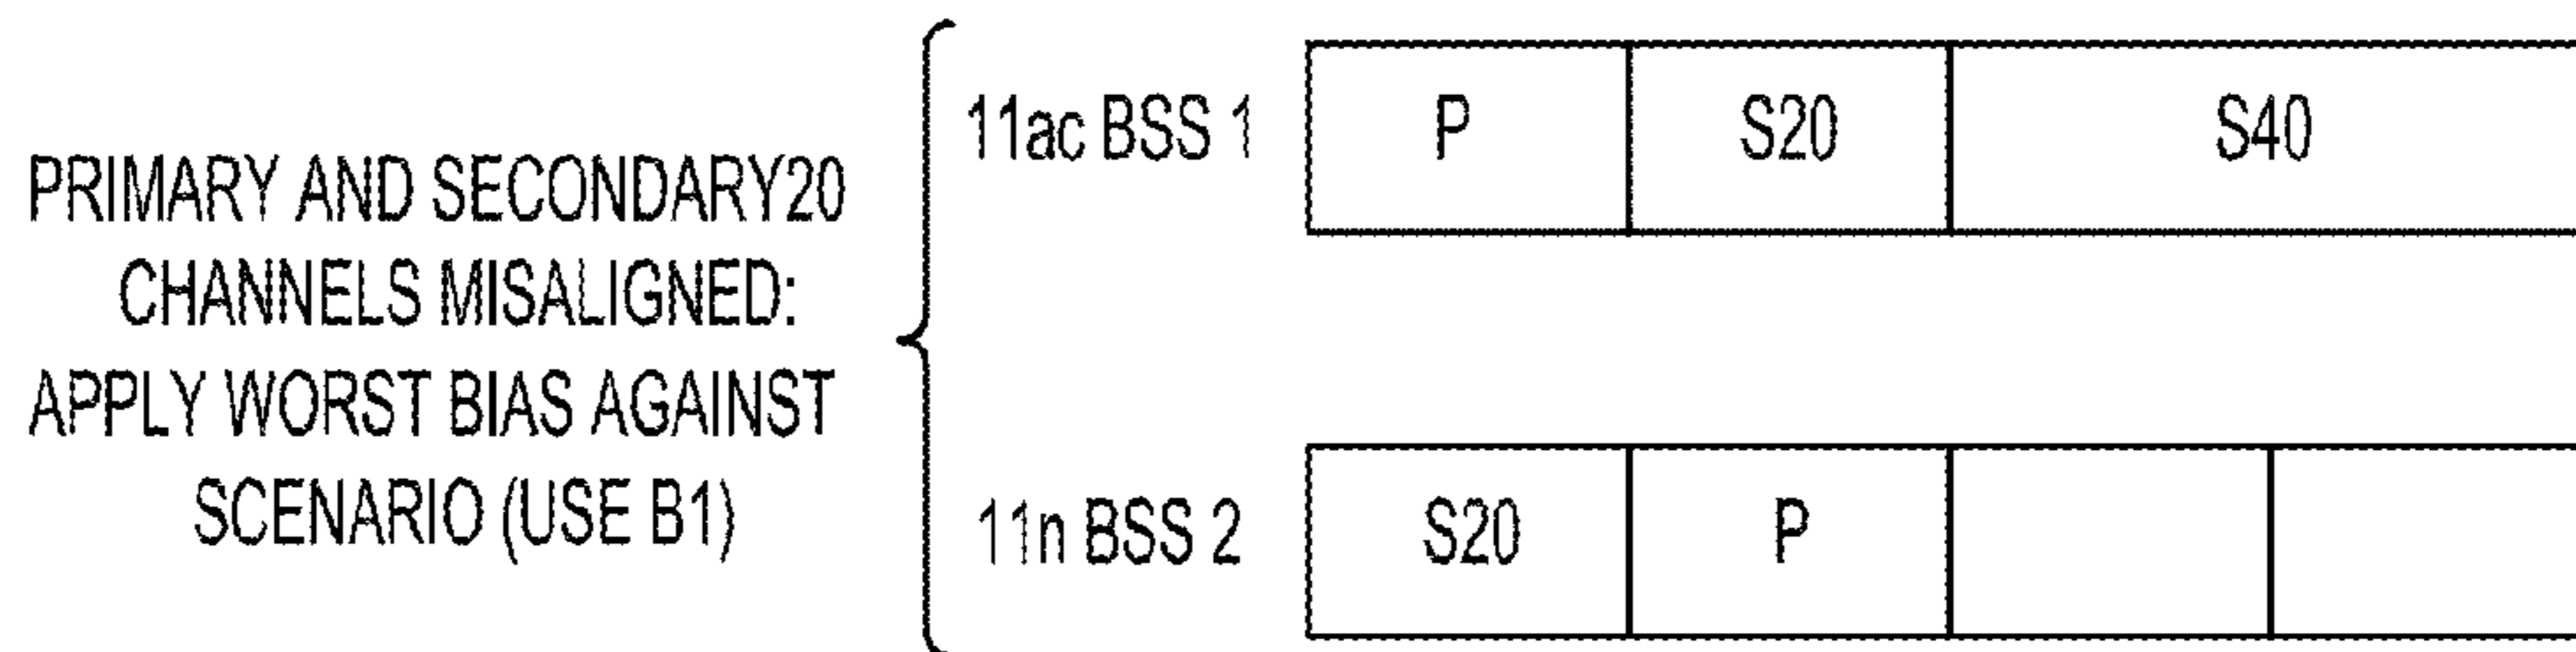 PRIMARY AND SECONDARY20
CHANNELS MISALIGNED:
APPLY WORST BIAS AGAINST
SCENARIO (USE B1)
11ac BSS 1
P
S20
S40
11n BSS 2
S20
P